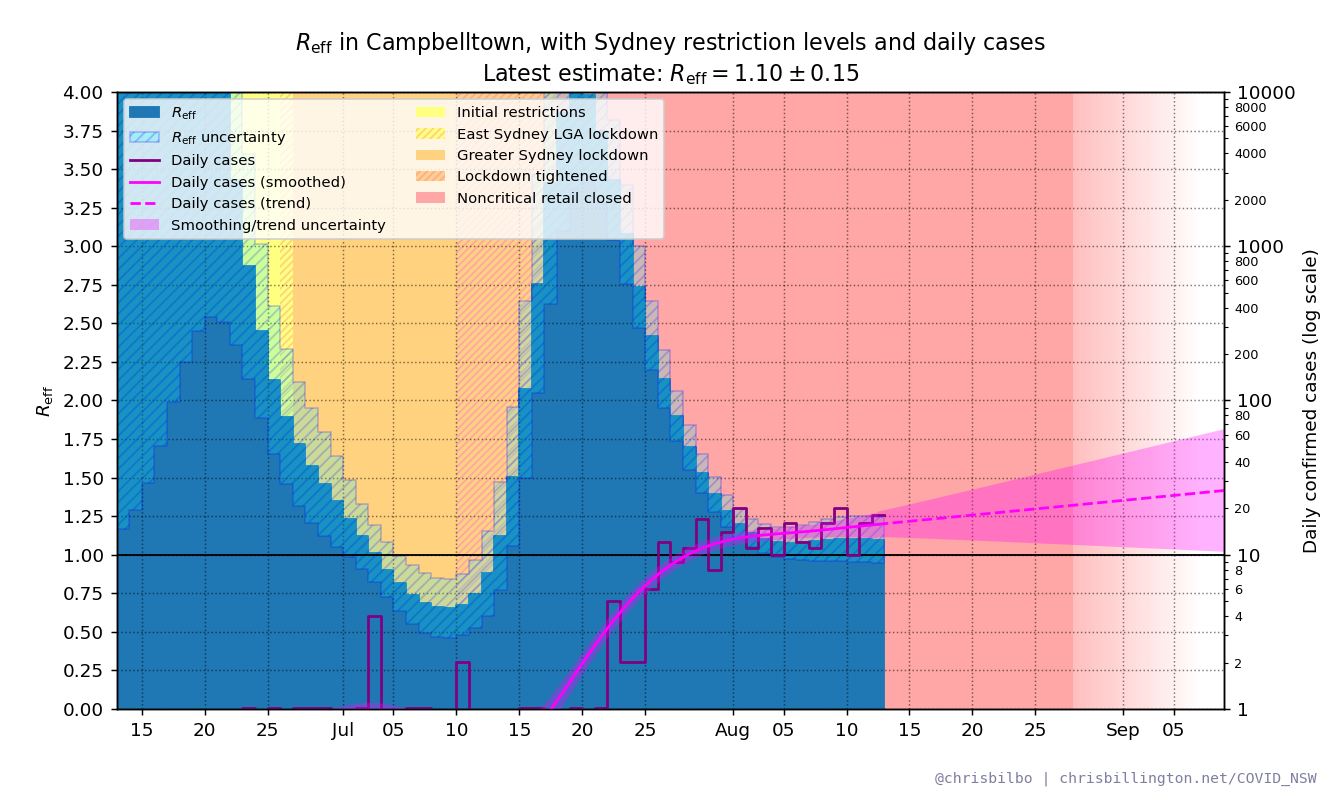 Reff in Campbelltown, with Sydney restriction levels and daily cases
Latest estimate: Reff = 1.10 ± 0.15
Reff
Reff uncertainty
Daily cases
Daily cases (smoothed)
Daily cases (trend)
Smoothing/trend uncertainty
Initial restrictions
East Sydney LGA lockdown
Greater Sydney lockdown
Lockdown tightened
Noncritical retail closed
Reff
4.00
3.75
3.50
3.25
3.00
2.75
2.50
2.25
2.00
1.75
1.50
1.25
1.00
0.75
0.50
0.25
0.00
10000
8000
6000
4000
2000
1000
800
600
400
200
100
80
60
40
20
10
8
6
4
2
1
Daily confirmed cases (log scale)
15 20 25 Jul 05 10 15 20 25 Aug 05 10 15 20 25 Sep 05
@chrisbilbo | chrisbillington.net/COVID_NSW